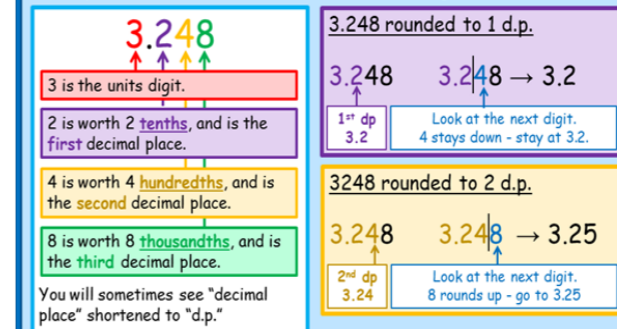 3.248
3 is the units digit.
2 is worth 2 tenths, and is the
first decimal place.
4 is worth 4 hundredths, and is
the second decimal place.
8 is worth 8 thousandths, and is
the third decimal place.
You will sometimes see “decimal
place” shortened to “d.p.”
3.248 rounded to 1 d.p.
3.248 3.2|48 → 3.2
1st dp
3.2
Look at the next digit.
4 stays down - stay at 3.2.
3248 rounded to 2 d.p.
3.248 3.24|8 → 3.25
2nd dp
3.24
Look at the next digit.
8 rounds up - go to 3.25